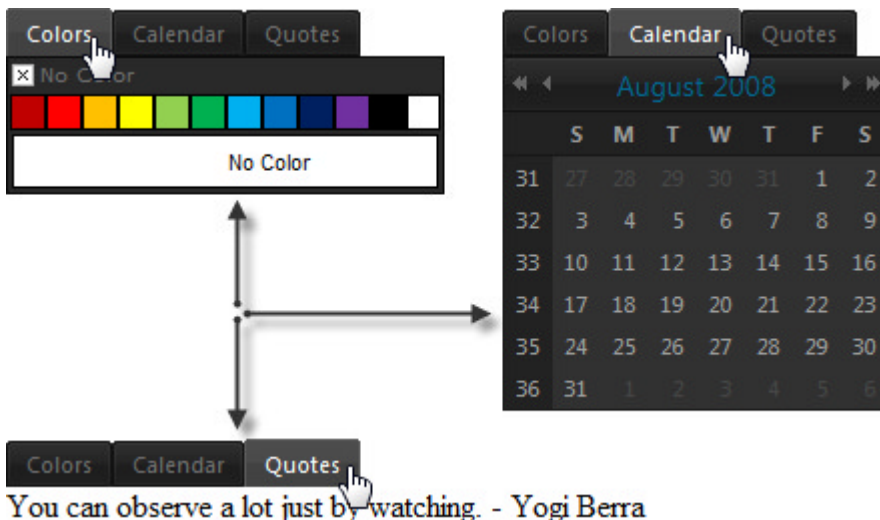 Colors Calendar Quotes
No Color
No Color
Colors Calendar Quotes
August 2008
S M T W T F S
31 27 28 29 30 31 1 2
32 3 4 5 6 7 8 9
33 10 11 12 13 14 15 16
34 17 18 19 20 21 22 23
35 24 25 26 27 28 29 30
36 31 1 2 3 4 5 6
Colors Calendar Quotes
You can observe a lot just by watching. - Yogi Berra